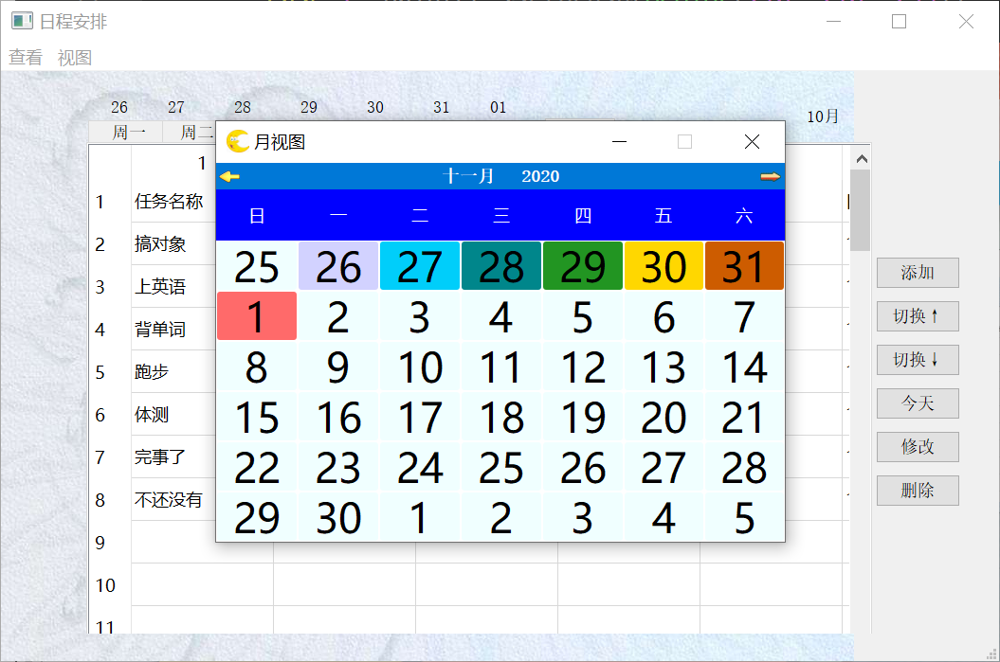 日程安排
查看 视图
26 27 28 29 30 31 01
10月
周一 周二
月视图
十一月 2020
日 一 二 三 四 五 六
25 26 27 28 29 30 31
1 2 3 4 5 6 7
8 9 10 11 12 13 14
15 16 17 18 19 20 21
22 23 24 25 26 27 28
29 30 1 2 3 4 5
1
1 任务名称
2 搞对象
3 上英语
4 背单词
5 跑步
6 体测
7 完事了
8 不还没有
9
10
11
添加
切换↑
切换↓
今天
修改
删除